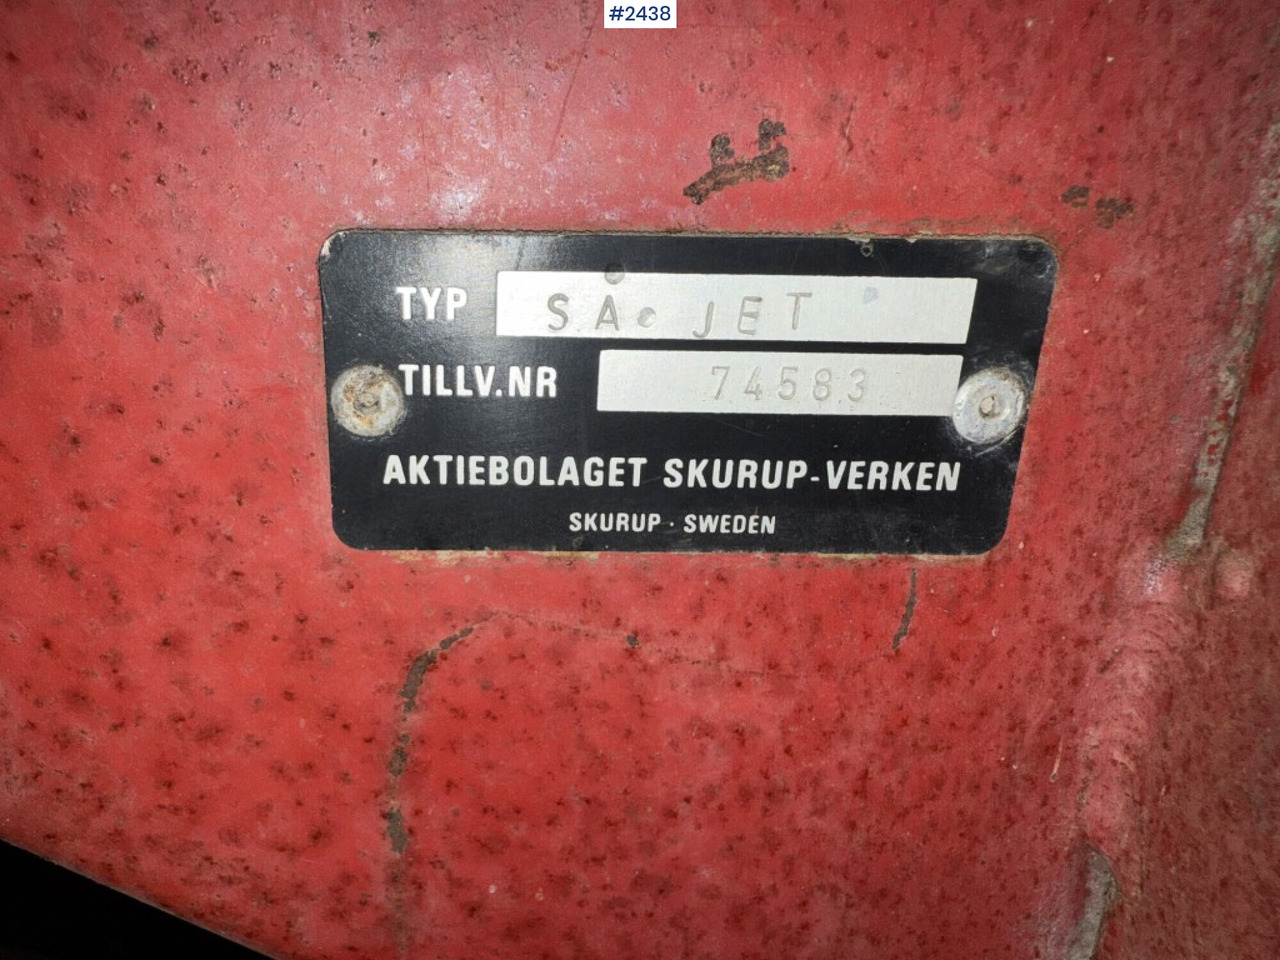 #2438
TYP SÅ• JET
TILLV.NR 74583
AKTIEBOLAGET SKURUP-VERKEN
SKURUP · SWEDEN